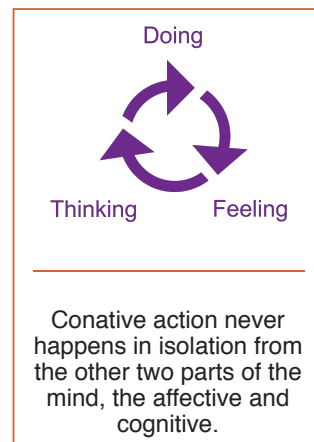 Doing
Thinking
Feeling
Conative action never
happens in isolation from
the other two parts of the
mind, the affective and
cognitive.